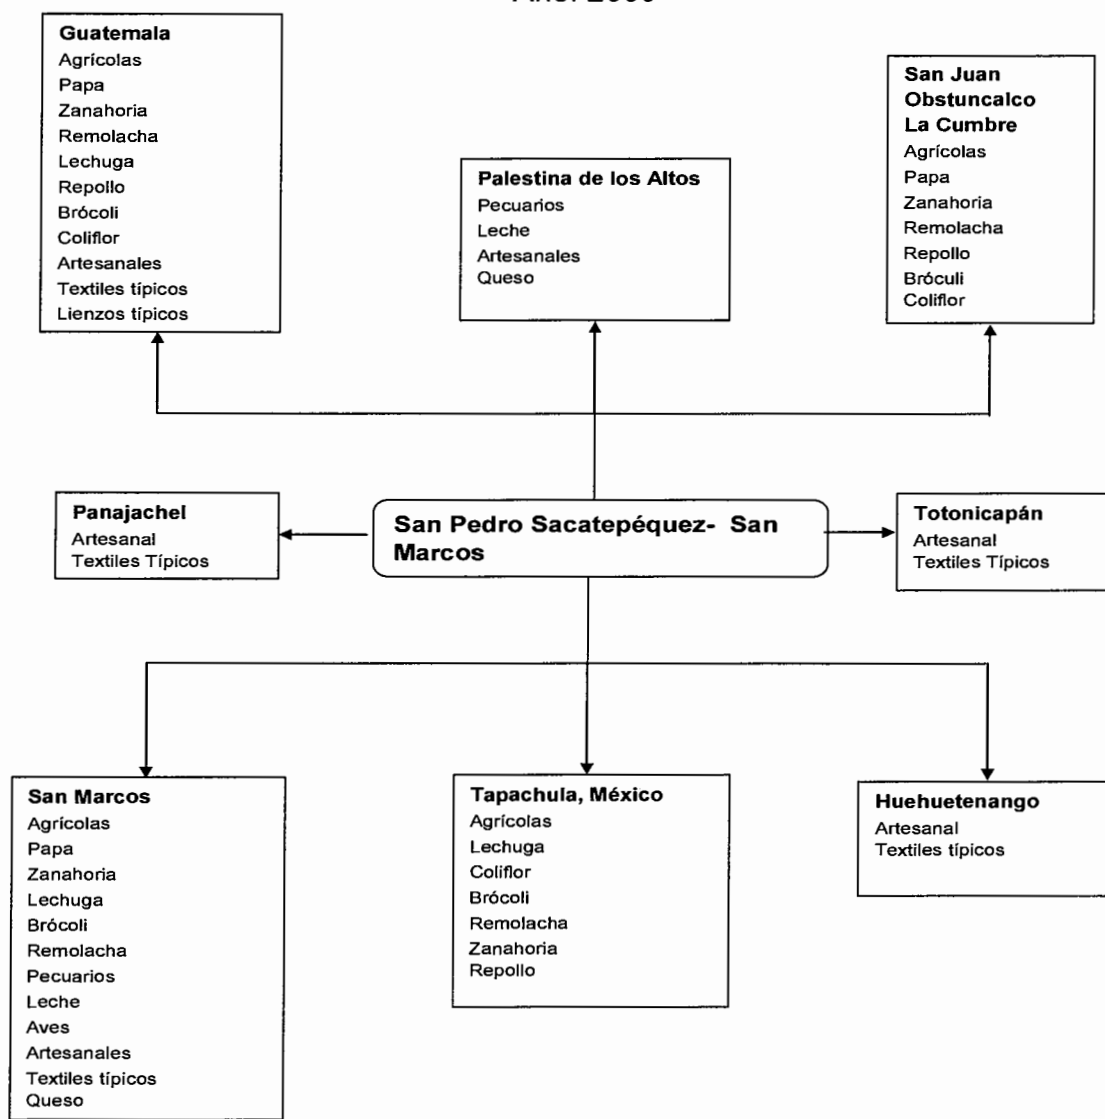 Guatemala
Agrícolas
Papa
Zanahoria
Remolacha
Lechuga
Repollo
Brócoli
Coliflor
Artesanales
Textiles típicos
Lienzos típicos
Palestina de los Altos
Pecuarios
Leche
Artesanales
Queso
San Juan
Obstuncalco
La Cumbre
Agrícolas
Papa
Zanahoria
Remolacha
Repollo
Bróculi
Coliflor
Panajachel
Artesanal
Textiles Típicos
San Pedro Sacatepéquez- San
Marcos
Totonicapán
Artesanal
Textiles Típicos
San Marcos
Agrícolas
Papa
Zanahoria
Lechuga
Brócoli
Remolacha
Pecuarios
Leche
Aves
Artesanales
Textiles típicos
Queso
Tapachula, México
Agrícolas
Lechuga
Coliflor
Brócoli
Remolacha
Zanahoria
Repollo
Huehuetenango
Artesanal
Textiles típicos